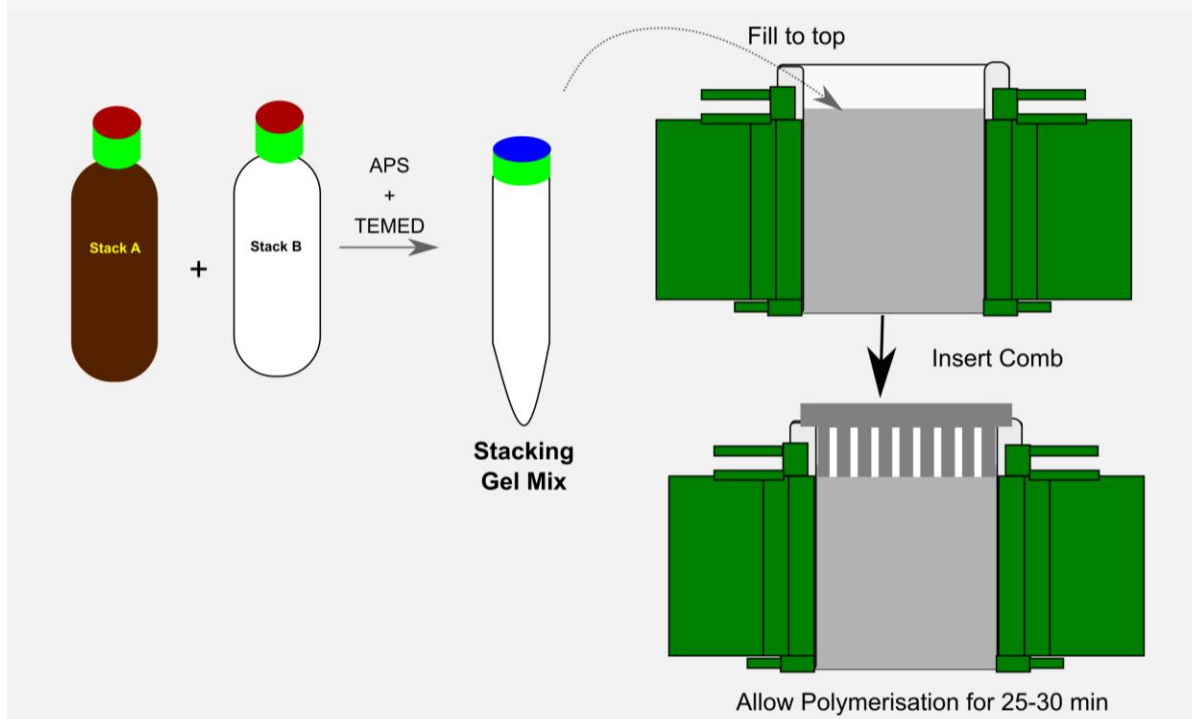 Stack A
+
Stack B
APS
+
TEMED
Stacking
Gel Mix
Fill to top
Insert Comb
Allow Polymerisation for 25-30 min